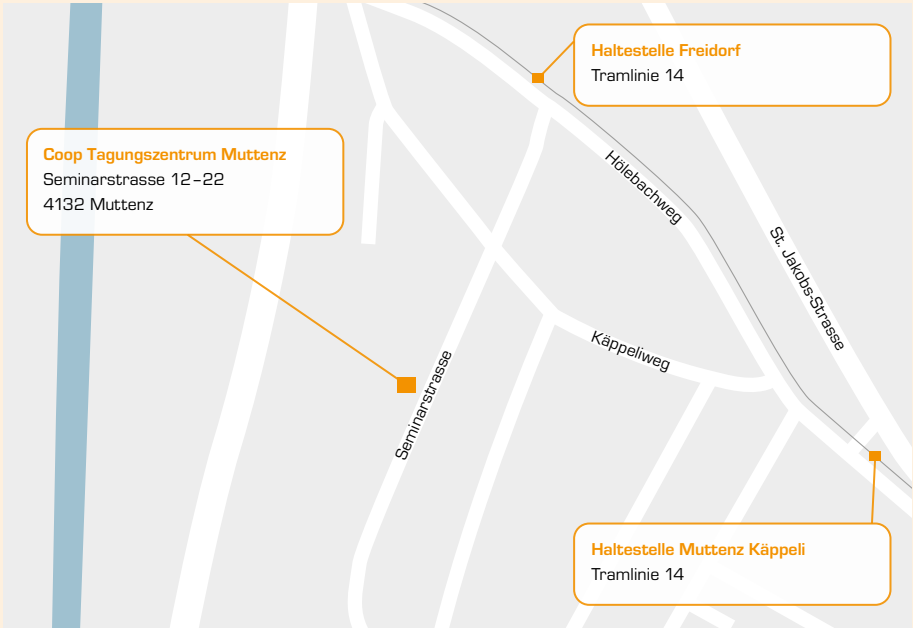 Haltestelle Freidorf
Tramlinie 14
Coop Tagungszentrum Muttenz
Seminarstrasse 12–22
4132 Muttenz
Hölebachweg
St. Jakobs-Strasse
Käppeliweg
Seminarstrasse
Haltestelle Muttenz Käppeli
Tramlinie 14